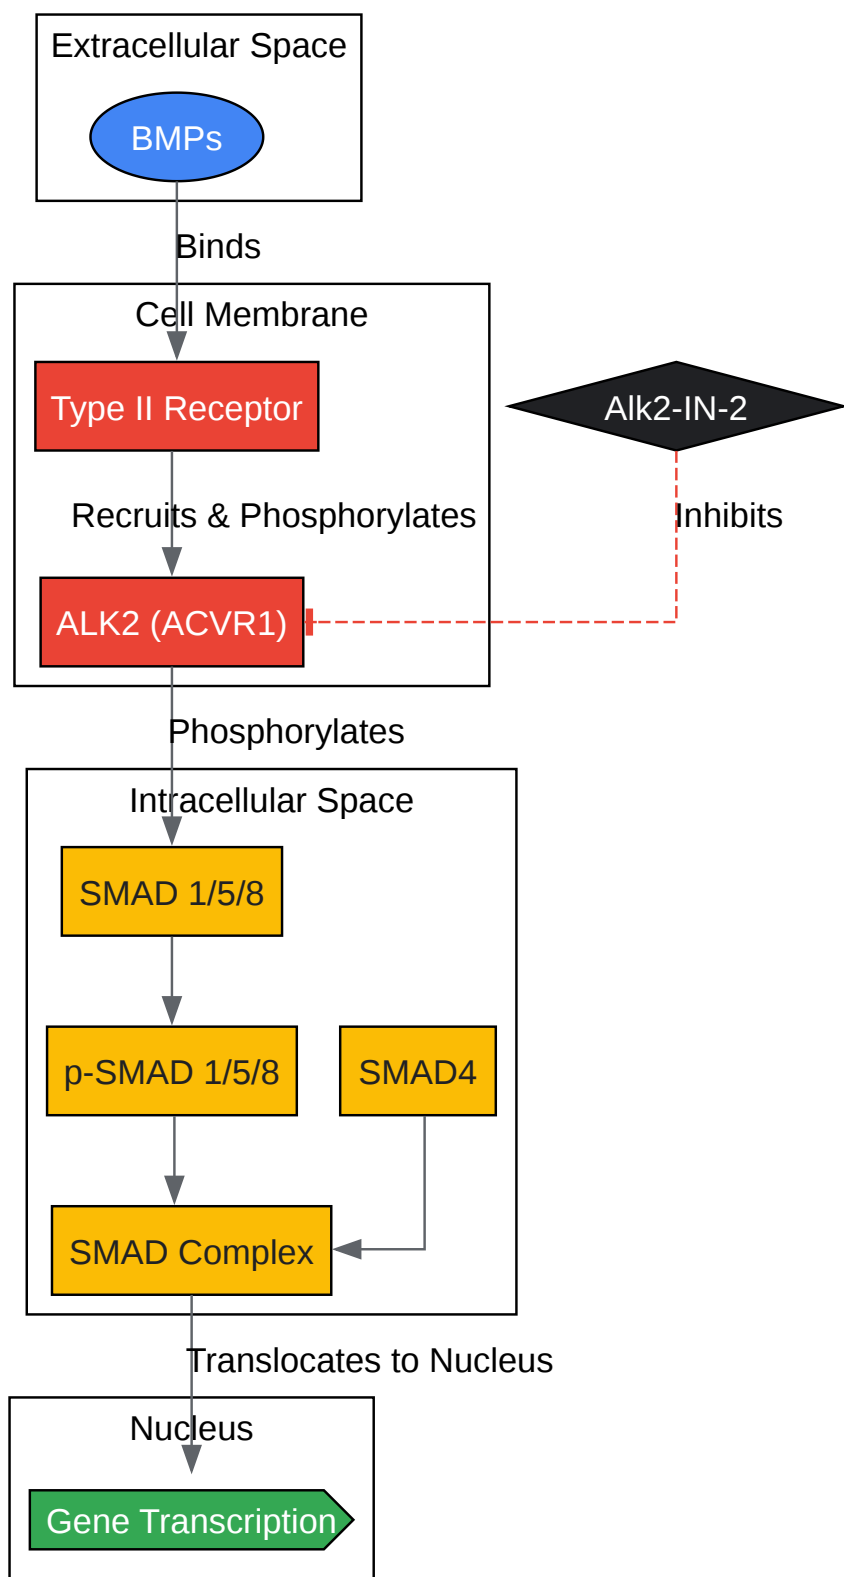 Extracellular Space
BMPs
Binds
Cell Membrane
Type II Receptor
Alk2-IN-2
Recruits & Phosphorylates
Inhibits
ALK2 (ACVR1)
Phosphorylates
Intracellular Space
SMAD 1/5/8
p-SMAD 1/5/8
SMAD4
SMAD Complex
Translocates to Nucleus
Nucleus
Gene Transcription